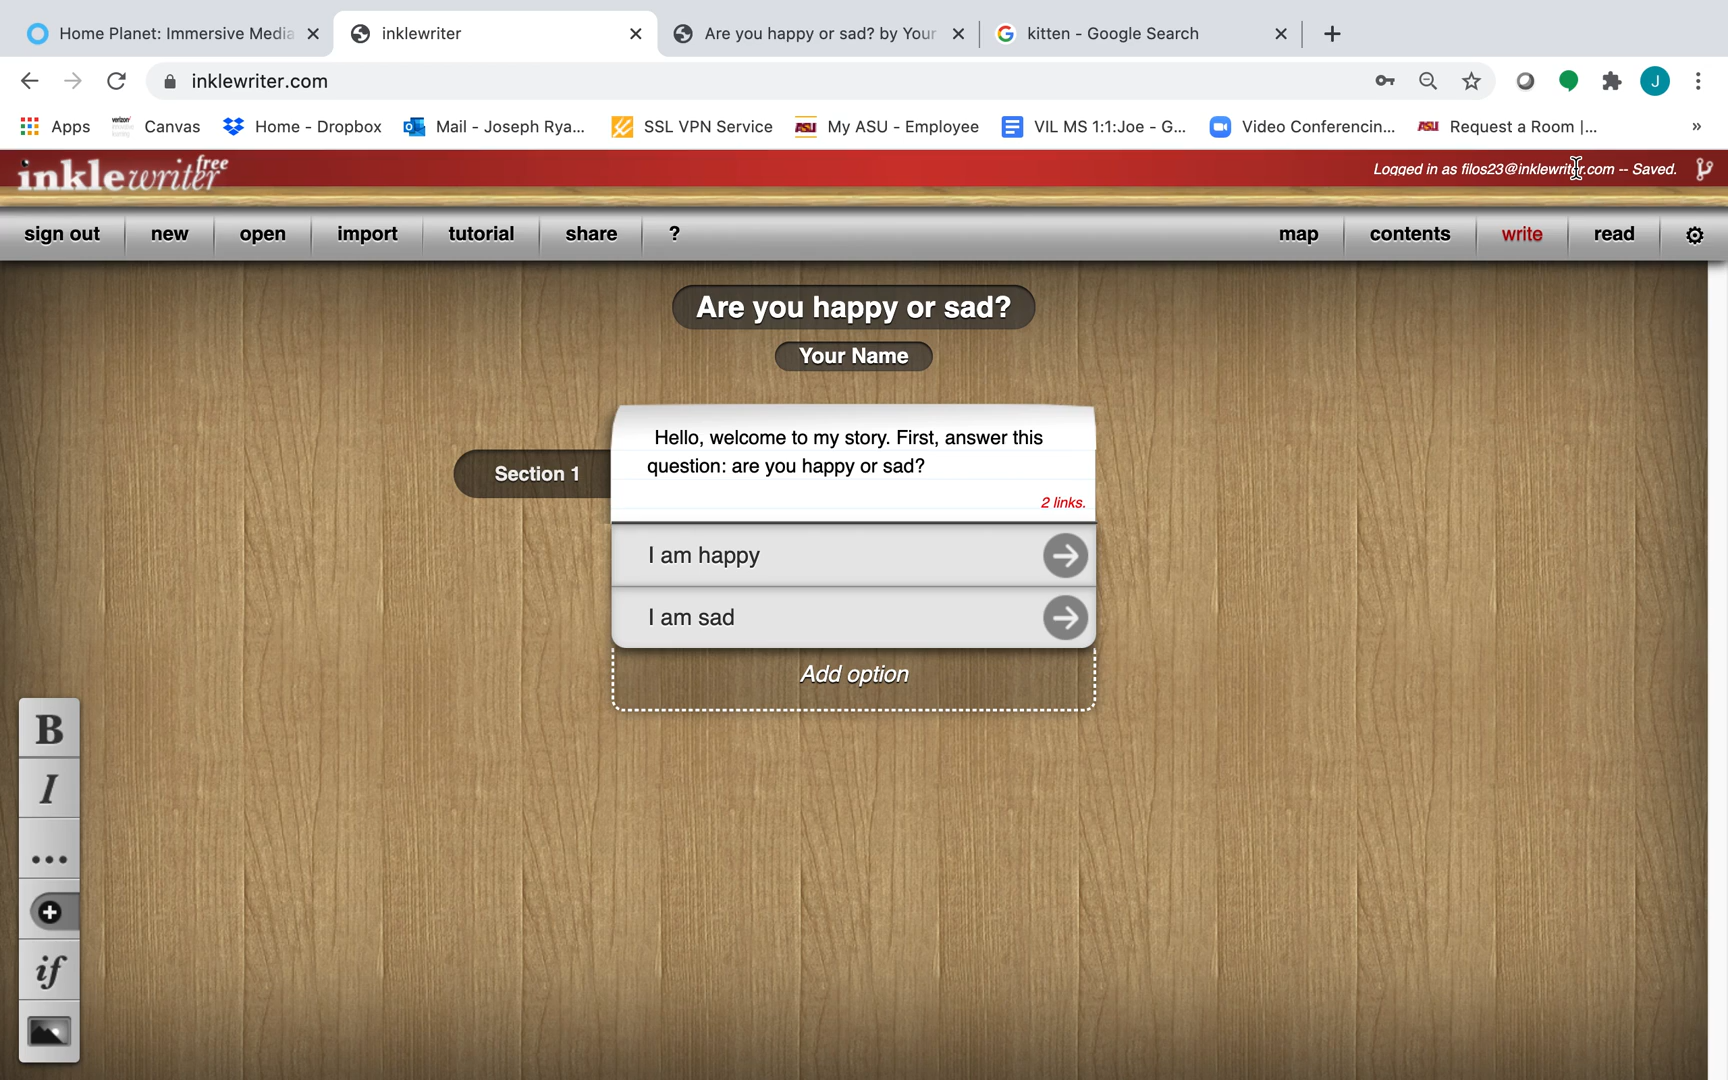 Home Planet: Immersive Media
inklewriter
Are you happy or sad? by Your
kitten - Google Search
inklewriter.com
J
Apps
verizon
Canvas
Home - Dropbox
Mail - Joseph Rya...
SSL VPN Service
ASU
My ASU - Employee
VIL MS 1:1:Joe - G...
Video Conferencin...
ASU
Request a Room |...
»
inklewriter free
Logged in as filos23@inklewriter.com -- Saved.
sign out
new
open
import
tutorial
share
?
map
contents
write
read
Are you happy or sad?
Your Name
Section 1
Hello, welcome to my story. First, answer this
question: are you happy or sad?
2 links.
I am happy
I am sad
Add option
B
I
...
if